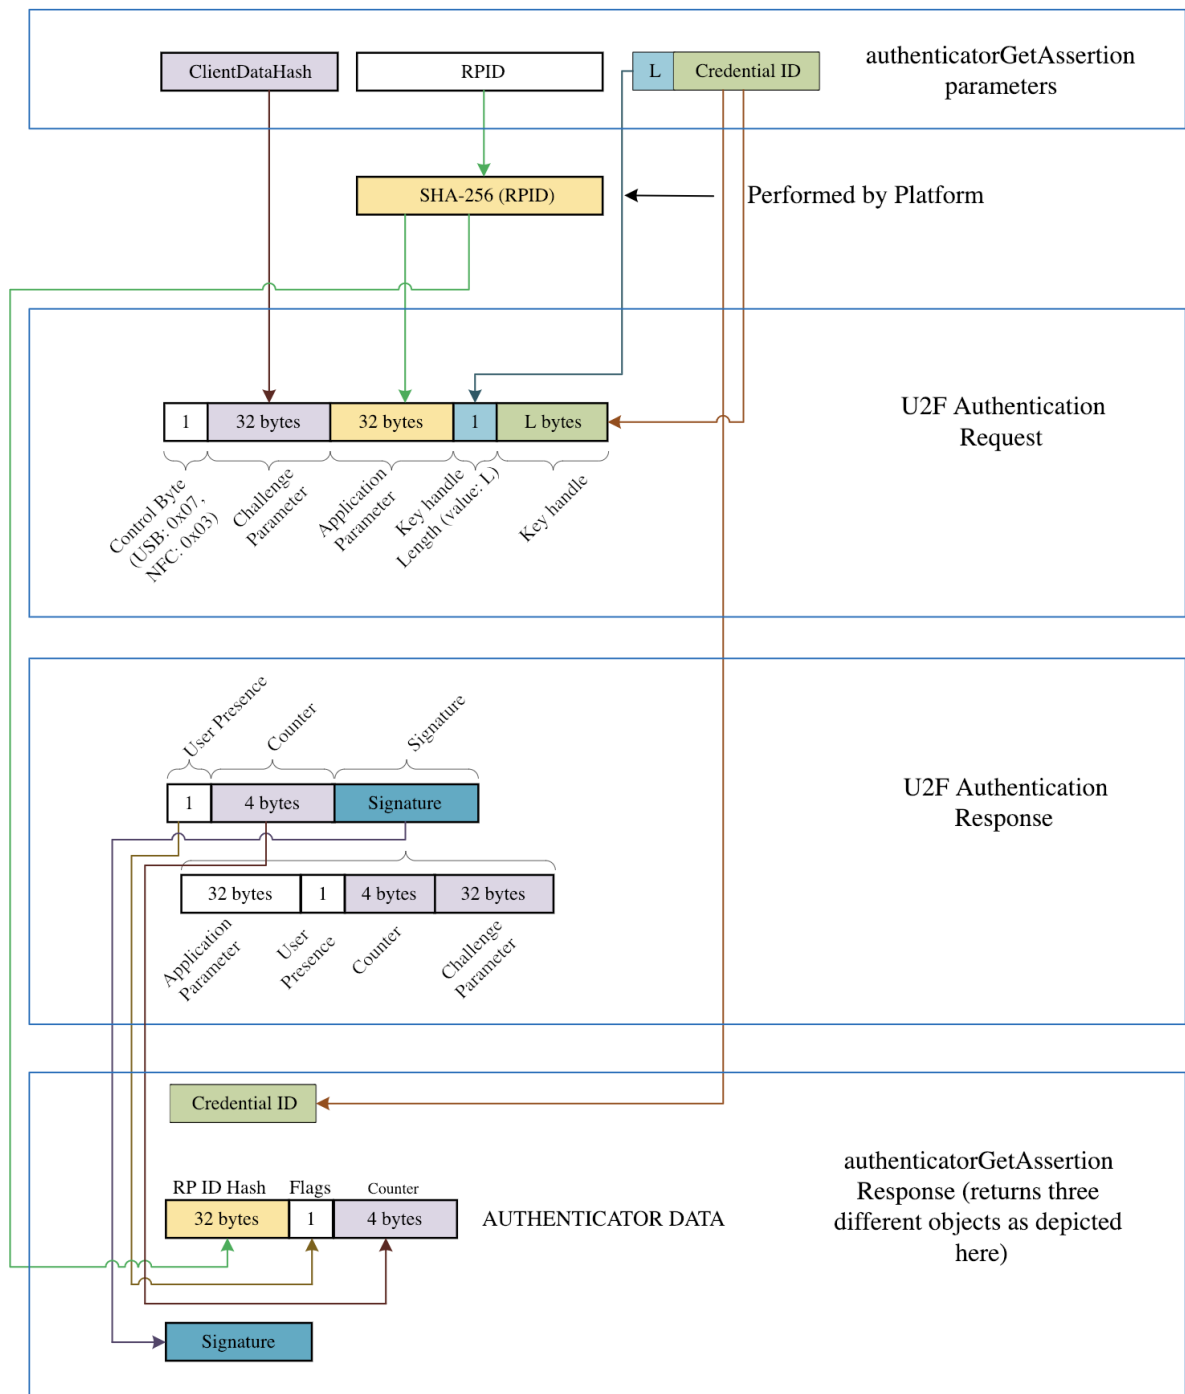 ClientDataHash
RPID
L
Credential ID
authenticatorGetAssertion
parameters
SHA-256 (RPID)
Performed by Platform
1
32 bytes
32 bytes
1
L bytes
U2F Authentication
Request
Control Byte
(USB: 0x07,
NFC: 0x03)
Challenge
Parameter
Application
Parameter
Key handle
Length (value: L)
Key handle
User Presence
Counter
Signature
1
4 bytes
Signature
U2F Authentication
Response
32 bytes
1
4 bytes
32 bytes
Application
Parameter
User
Presence
Counter
Challenge
Parameter
Credential ID
authenticatorGetAssertion
Response (returns three
different objects as depicted
here)
RP ID Hash
Flags
Counter
32 bytes
1
4 bytes
AUTHENTICATOR DATA
Signature